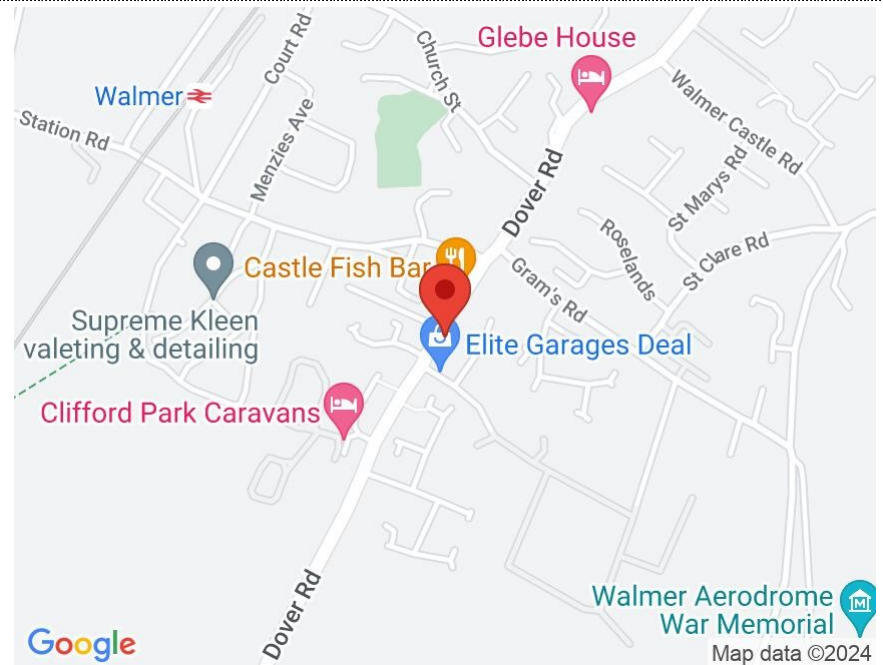 Glebe House
Church St
Court Rd
Walmer
Station Rd
Menzies Ave
Walmer Castle Rd
Dover Rd
St Marys Rd
Roselands
St Clare Rd
Castle Fish Bar
Gram's Rd
Supreme Kleen
valeting & detailing
Elite Garages Deal
Clifford Park Caravans
Dover Rd
Walmer Aerodrome
War Memorial
Google
Map data ©2024